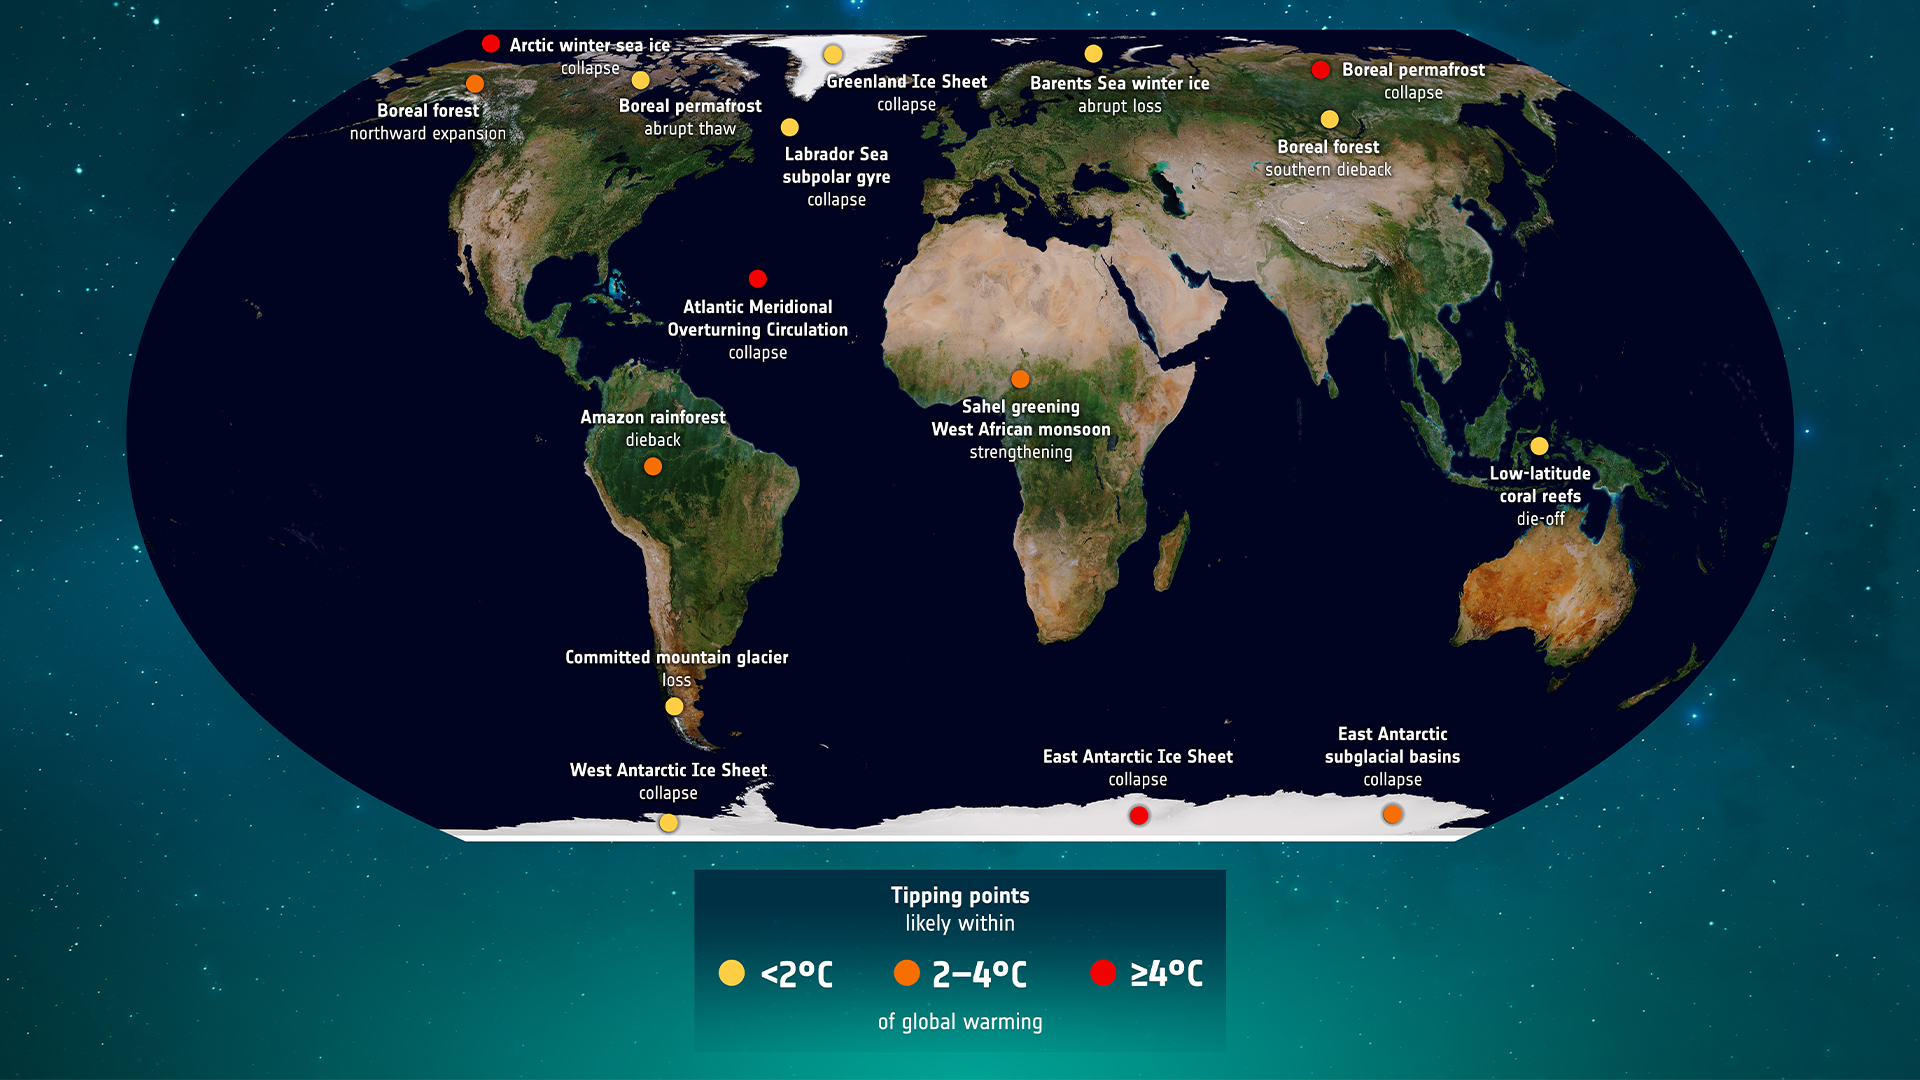 Arctic winter sea ice
collapse
Boreal forest
northward expansion
Boreal permafrost
abrupt thaw
Greenland Ice Sheet
collapse
Barents Sea winter ice
abrupt loss
Boreal permafrost
collapse
Boreal forest
southern dieback
Labrador Sea
subpolar gyre
collapse
Atlantic Meridional
Overturning Circulation
collapse
Amazon rainforest
dieback
Sahel greening
West African monsoon
strengthening
Low-latitude
coral reefs
die-off
Committed mountain glacier
loss
West Antarctic Ice Sheet
collapse
East Antarctic Ice Sheet
collapse
East Antarctic
subglacial basins
collapse
Tipping points
likely within
<2°C 2–4°C ≥4°C
of global warming